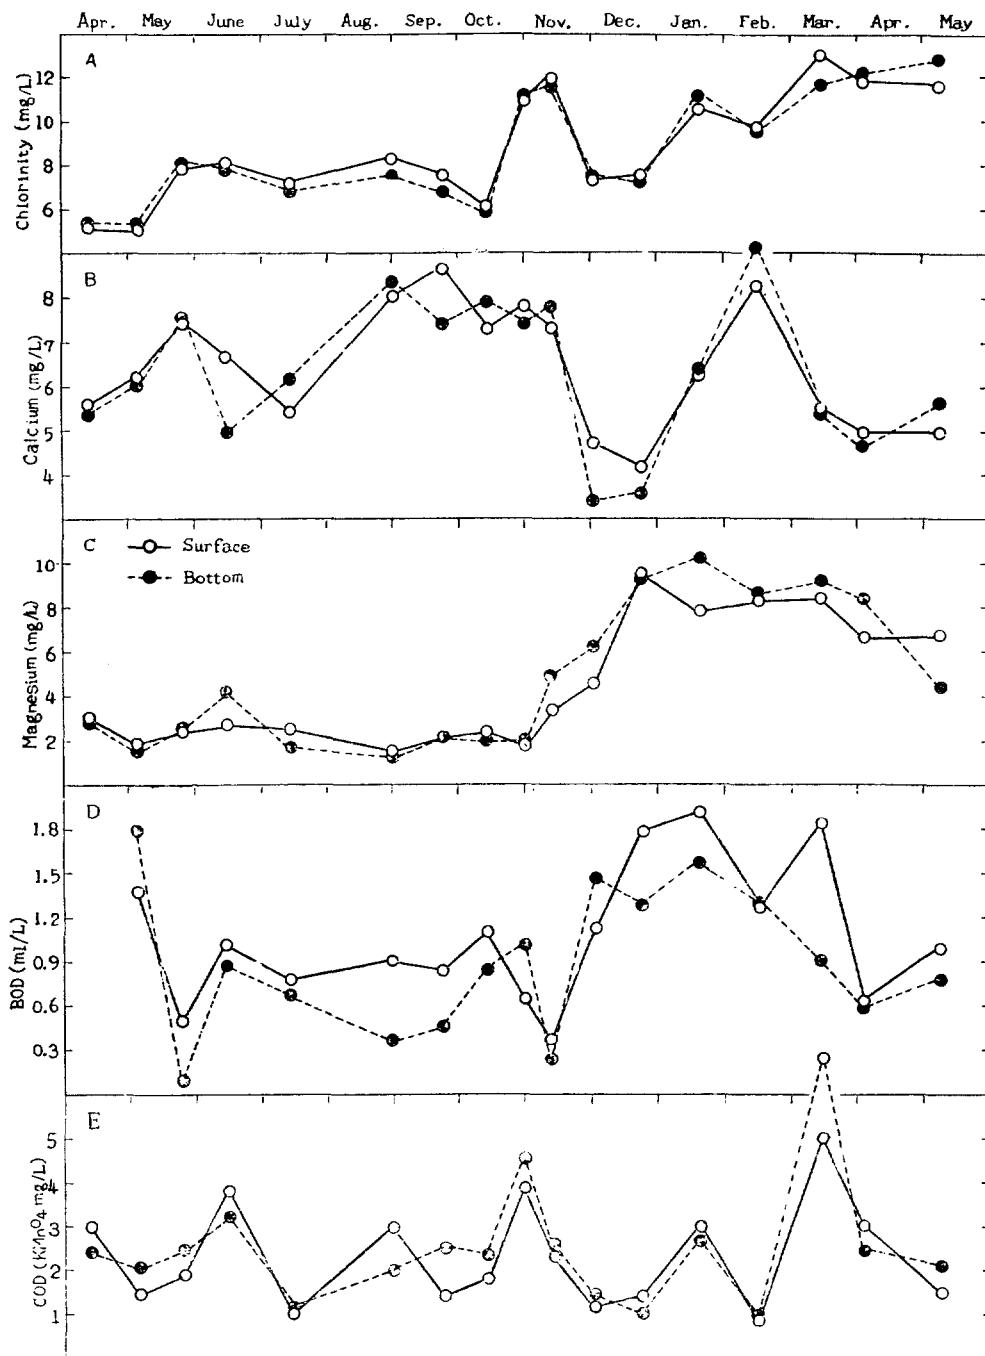 Apr. May June July Aug. Sep. Oct. Nov. Dec. Jan. Feb. Mar. Apr. May
A
Chlorinity (mg/L)
12
10
8
6
B
Calcium (mg/L)
8
7
6
5
4
C
Surface
Bottom
Magnesium (mg/L)
10
8
6
4
2
D
BOD (ml/L)
1.8
1.5
1.2
0.9
0.6
0.3
E
COD (KMnO4 mg/L)
5
4
3
2
1